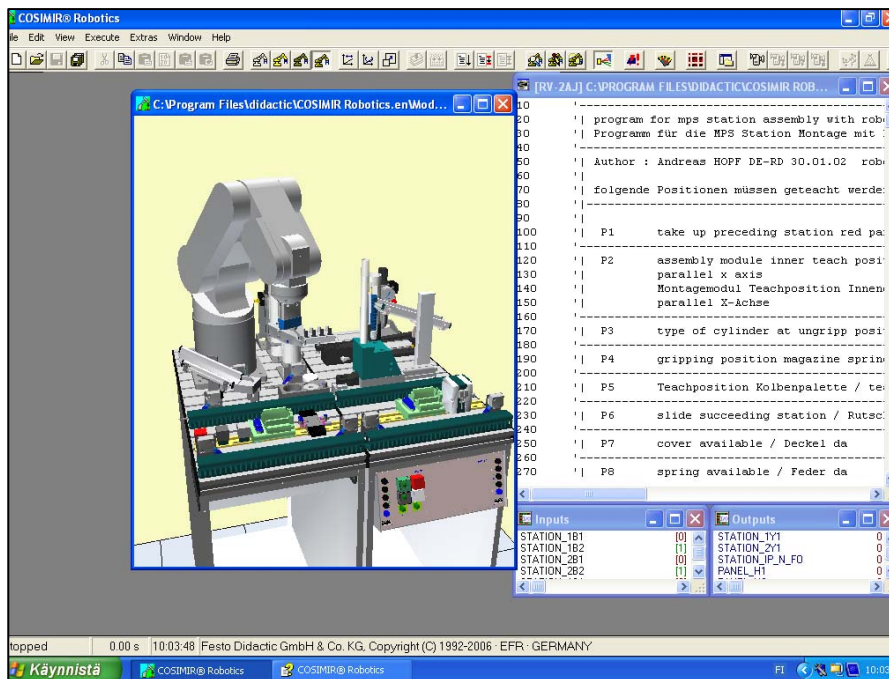 COSIMIR® Robotics
ile Edit View Execute Extras Window Help
C:\Program Files\didactic\COSIMIR Robotics.en\Mod...
[RV-2AJ] C:\PROGRAM FILES\DIDACTIC\COSIMIR ROB...
10 '---
20 '| program for mps station assembly with robo
30 '| Programm für die MPS Station Montage mit
40 '---
50 '| Author : Andreas HOPF DE-RD 30.01.02 robo
60 '|
70 '| folgende Positionen müssen geteacht werde
80 '|---
90 '|
100 '| P1 take up preceding station red pa
110 '---
120 '| P2 assembly module inner teach posi
130 '| parallel x axis
140 '| Montagemodul Teachposition Innen
150 '| parallel X-Achse
160 '---
170 '| P3 type of cylinder at ungripp posi
180 '---
190 '| P4 gripping position magazine sprin
200 '---
210 '| P5 Teachposition Kolbenpalette / tea
220 '---
230 '| P6 slide succeeding station / Rutsc
240 '---
250 '| P7 cover available / Deckel da
260 '---
270 '| P8 spring available / Feder da
Inputs
STATION_1B1 [0]
STATION_1B2 [1]
STATION_2B1 [0]
STATION_2B2 [1]
Outputs
STATION_1Y1 0
STATION_2Y1 0
STATION_IP_N_FO 0
PANEL_H1 0
topped 0.00 s 10:03:48 Festo Didactic GmbH & Co. KG, Copyright (C) 1992-2006 · EFR · GERMANY
Käynnistä COSIMIR® Robotics COSIMIR® Robotics FI 10:03